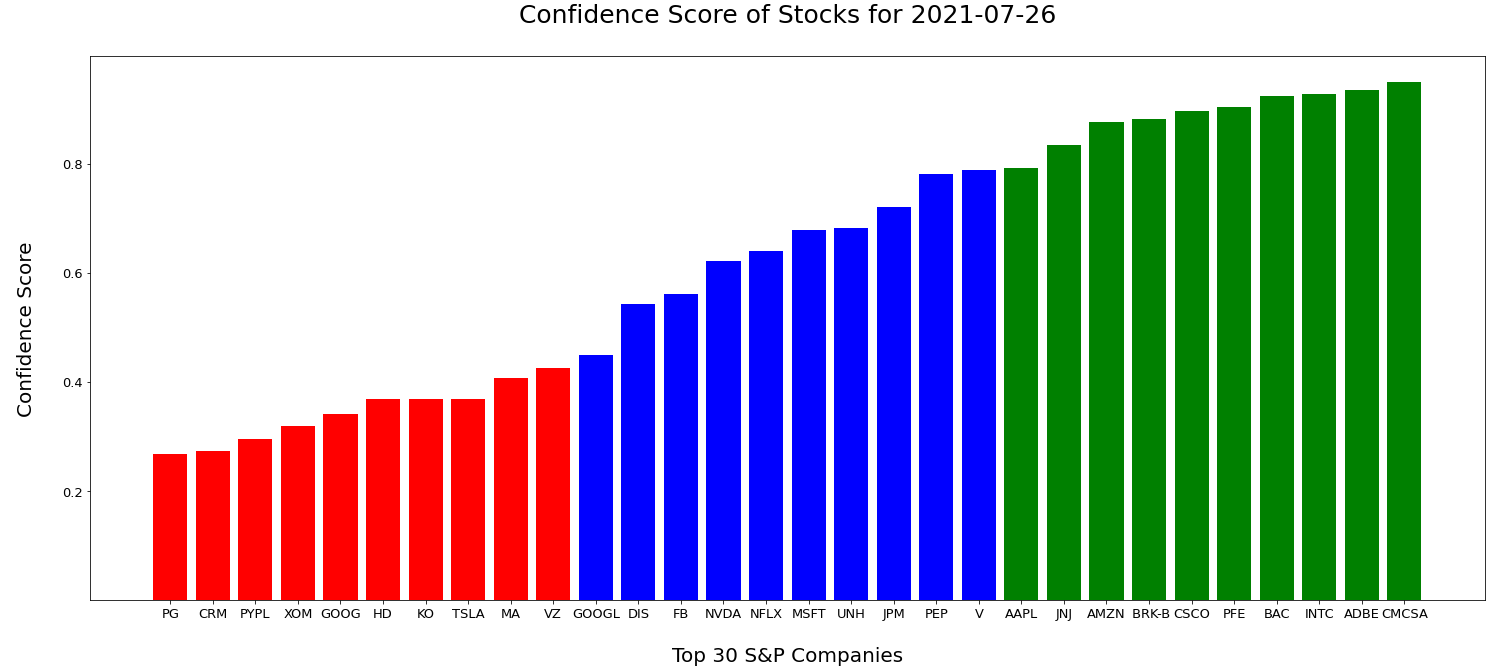 Confidence Score of Stocks for 2021-07-26
Confidence Score
0.8
0.6
0.4
0.2
PG CRM PYPL XOM GOOG HD KO TSLA MA VZ GOOGL DIS FB NVDA NFLX MSFT UNH JPM PEP V AAPL JNJ AMZN BRK-B CSCO PFE BAC INTC ADBE CMCSA
Top 30 S&P Companies